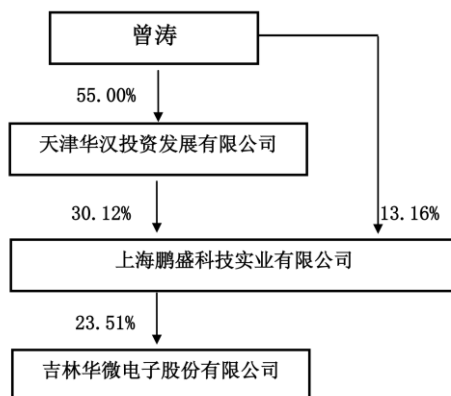 曾涛
55.00%
天津华汉投资发展有限公司
30.12%
13.16%
上海鹏盛科技实业有限公司
23.51%
吉林华微电子股份有限公司